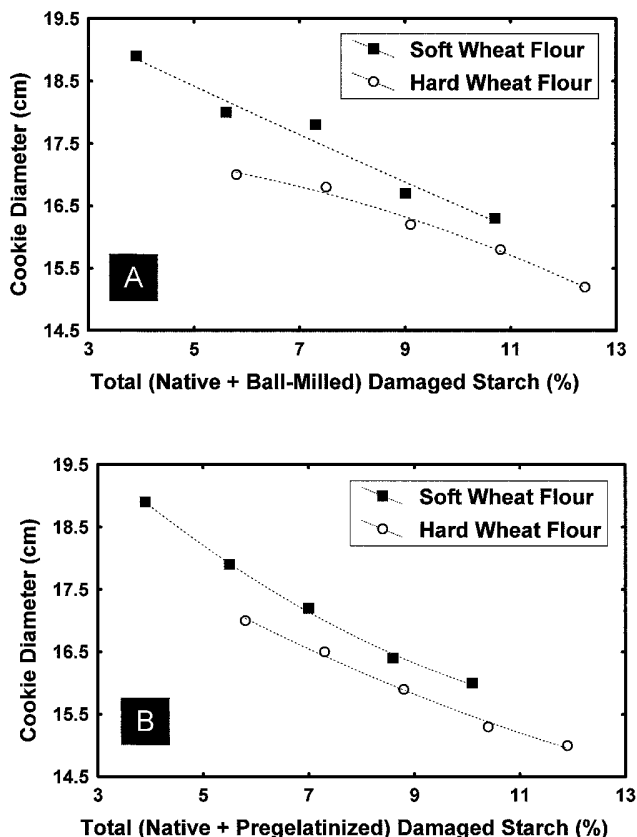 19.5
18.5
17.5
16.5
15.5
14.5
Cookie Diameter (cm)
Soft Wheat Flour
Hard Wheat Flour
A
3 5 7 9 11 13
Total (Native + Ball-Milled) Damaged Starch (%)
19.5
18.5
17.5
16.5
15.5
14.5
Cookie Diameter (cm)
Soft Wheat Flour
Hard Wheat Flour
B
3 5 7 9 11 13
Total (Native + Pregelatinized) Damaged Starch (%)